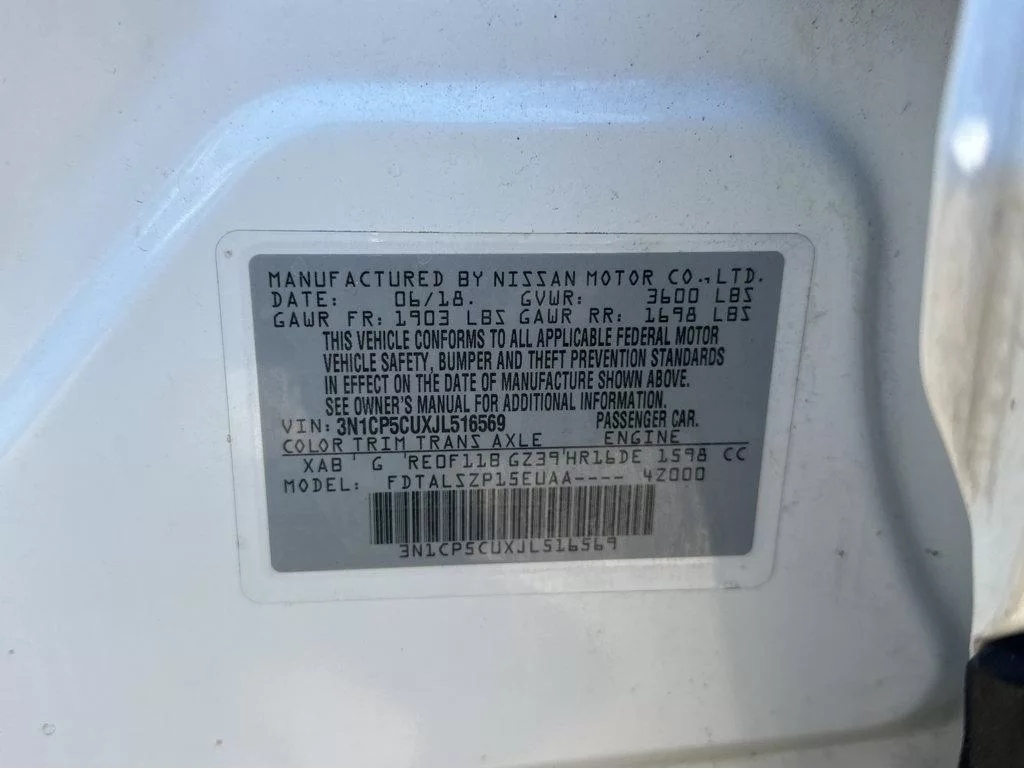 MANUFACTURED BY NISSAN MOTOR CO., LTD.
DATE: 06/18. GVWR: 3600 LBS
GAWR FR: 1903 LBS GAWR RR: 1698 LBS
THIS VEHICLE CONFORMS TO ALL APPLICABLE FEDERAL MOTOR
VEHICLE SAFETY, BUMPER AND THEFT PREVENTION STANDARDS
IN EFFECT ON THE DATE OF MANUFACTURE SHOWN ABOVE.
SEE OWNER'S MANUAL FOR ADDITIONAL INFORMATION.
VIN: 3N1CP5CUXJL516569 PASSENGER CAR.
COLOR TRIM TRANS AXLE ENGINE
XAB G RE0F11B GZ39 HR16DE 1598 CC
MODEL: FDTALSZP15EUAA---- 4Z000
3N1CP5CUXJL516569